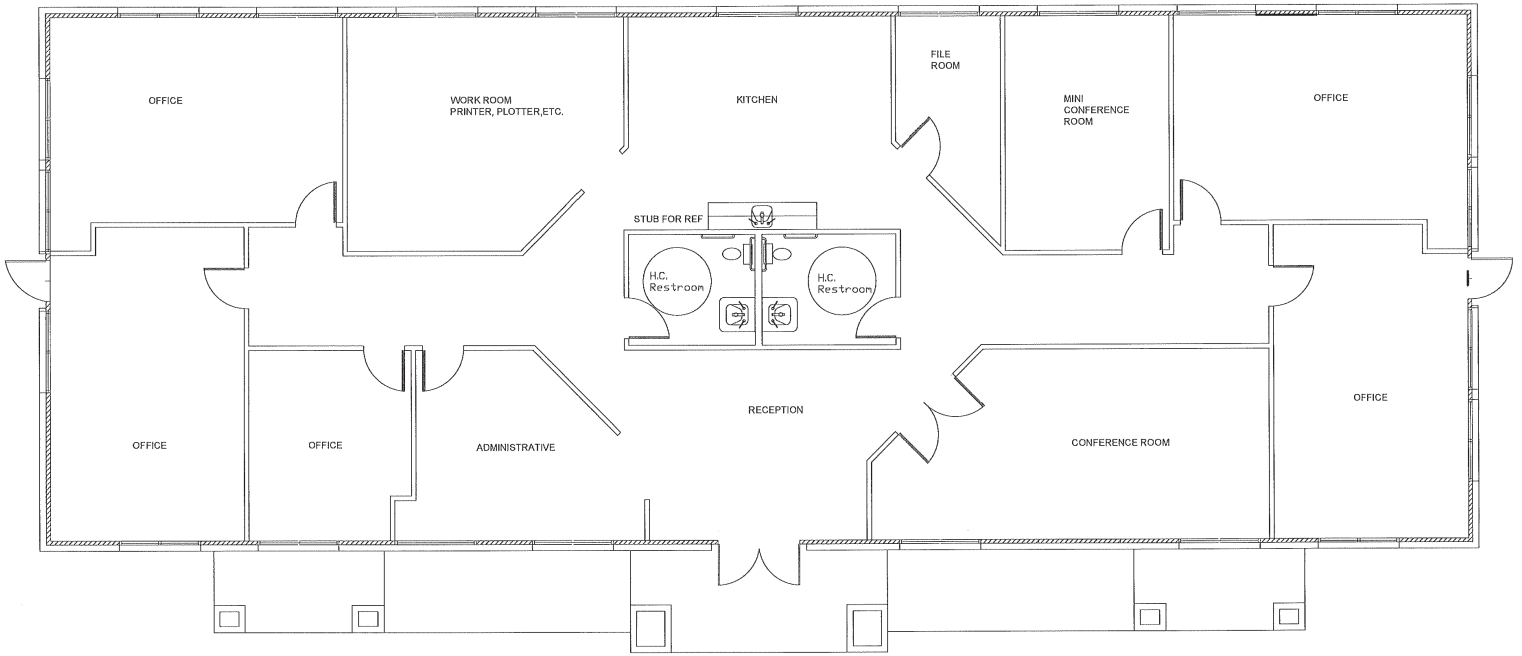 OFFICE
WORK ROOM
PRINTER, PLOTTER,ETC.
KITCHEN
FILE
ROOM
MINI
CONFERENCE
ROOM
OFFICE
STUB FOR REF
H.C.
Restroom
H.C.
Restroom
OFFICE
OFFICE
ADMINISTRATIVE
RECEPTION
CONFERENCE ROOM
OFFICE